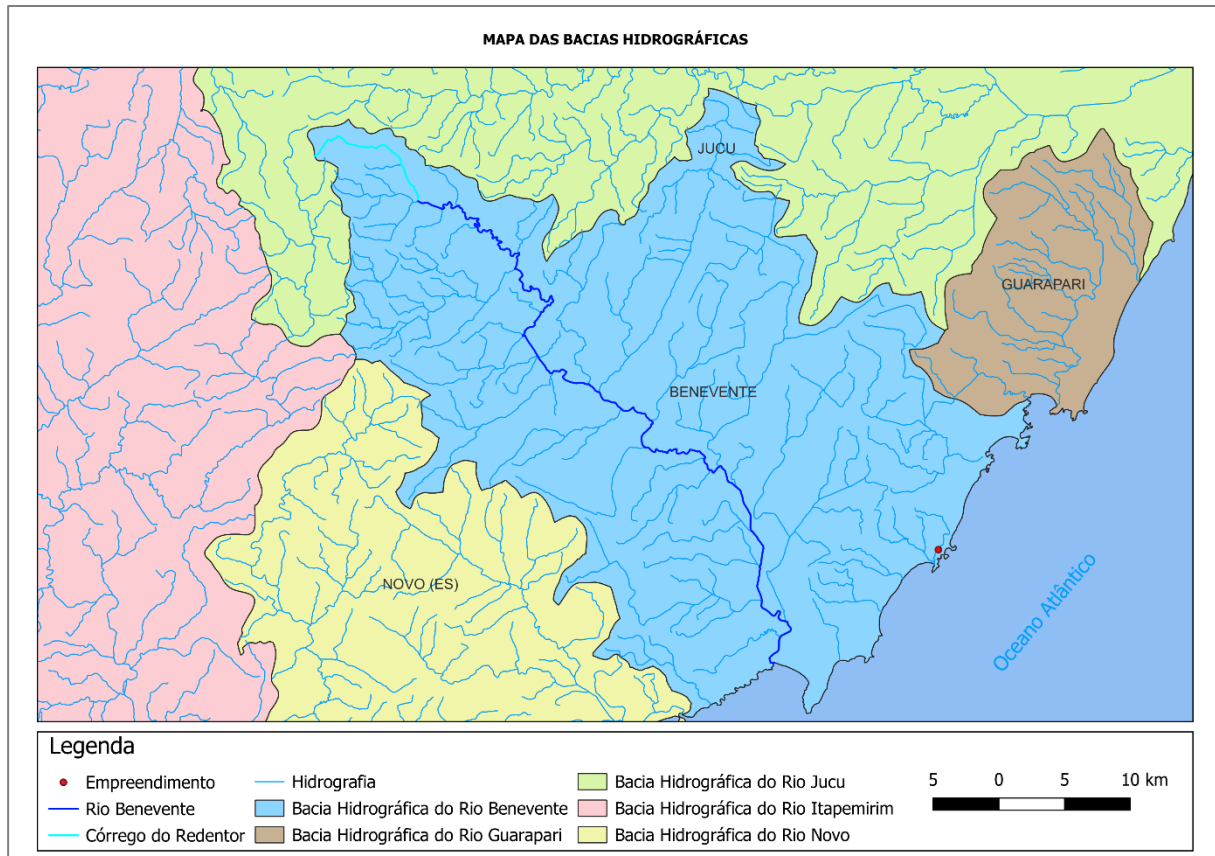 MAPA DAS BACIAS HIDROGRÁFICAS
JUCU
GUARAPARI
BENEVENTE
NOVO (ES)
Oceano Atlântico
Legenda
Empreendimento
Rio Benevente
Córrego do Redentor
Hidrografia
Bacia Hidrográfica do Rio Benevente
Bacia Hidrográfica do Rio Guarapari
Bacia Hidrográfica do Rio Jucu
Bacia Hidrográfica do Rio Itapemirim
Bacia Hidrográfica do Rio Novo
5 0 5 10 km